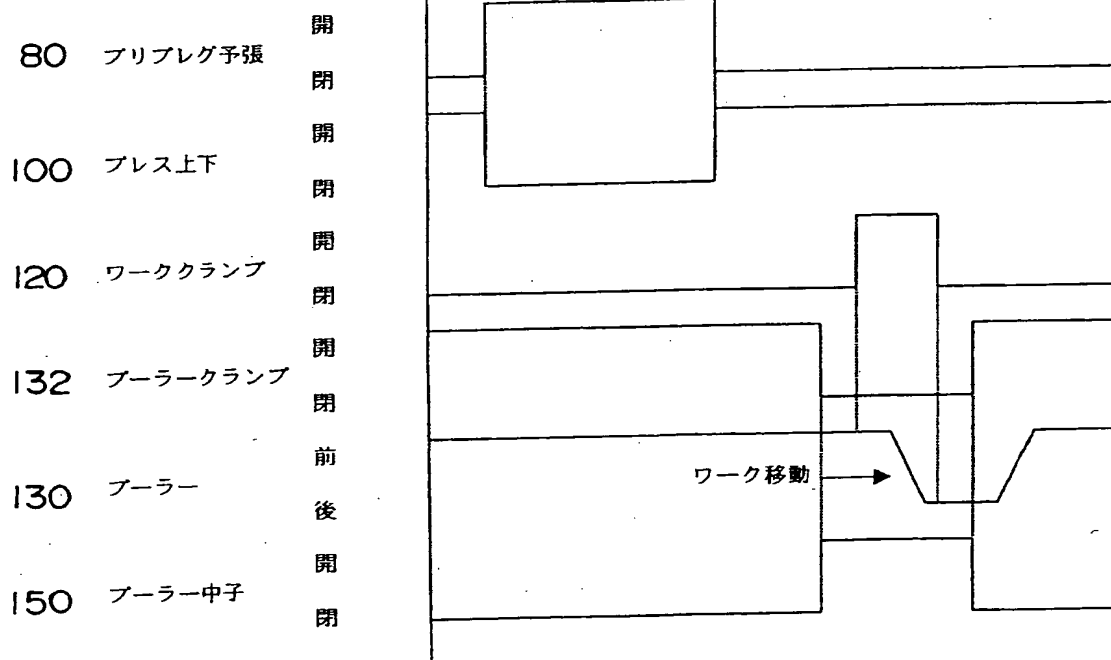 開
80 プリプレグ予張
閉
開
100 プレス上下
閉
開
120 ワーククランプ
閉
開
132 プーラークランプ
閉
前
ワーク移動
130 プーラー
後
開
150 プーラー中子
閉